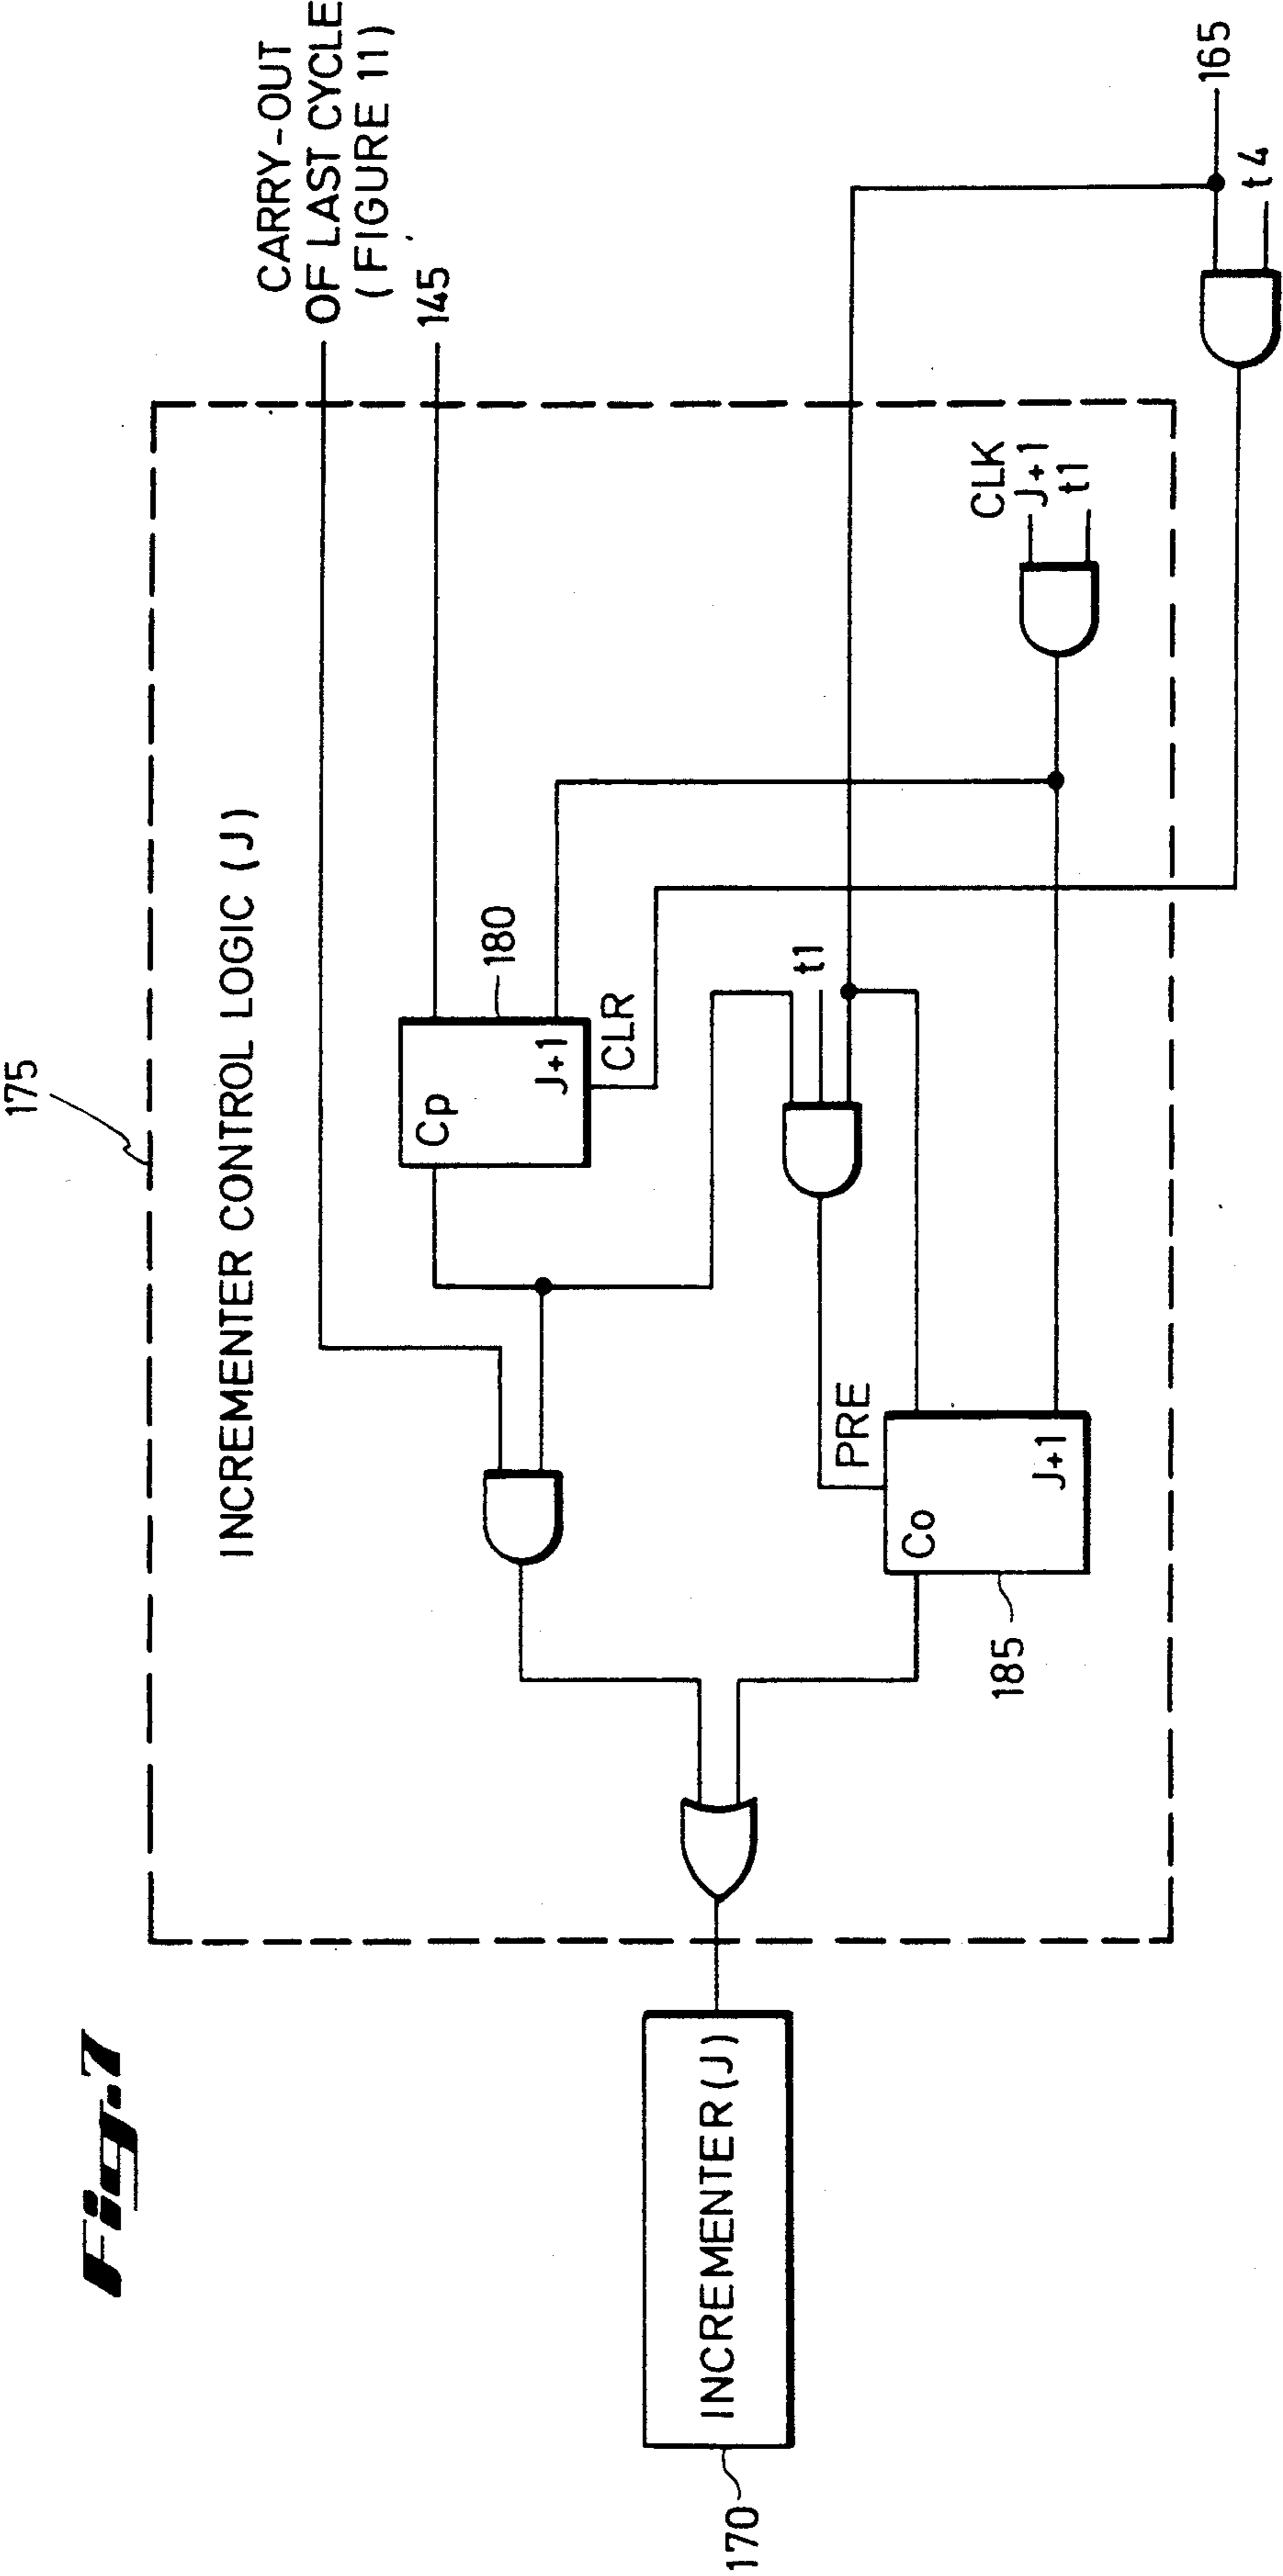 Fig. 7
175
INCREMENTER CONTROL LOGIC (J)
CARRY-OUT
OF LAST CYCLE
(FIGURE 11)
145
Cp
J+1
180
CLR
t1
CLK
J+1
t1
165
t4
PRE
Co
J+1
185
INCREMENTER (J)
170